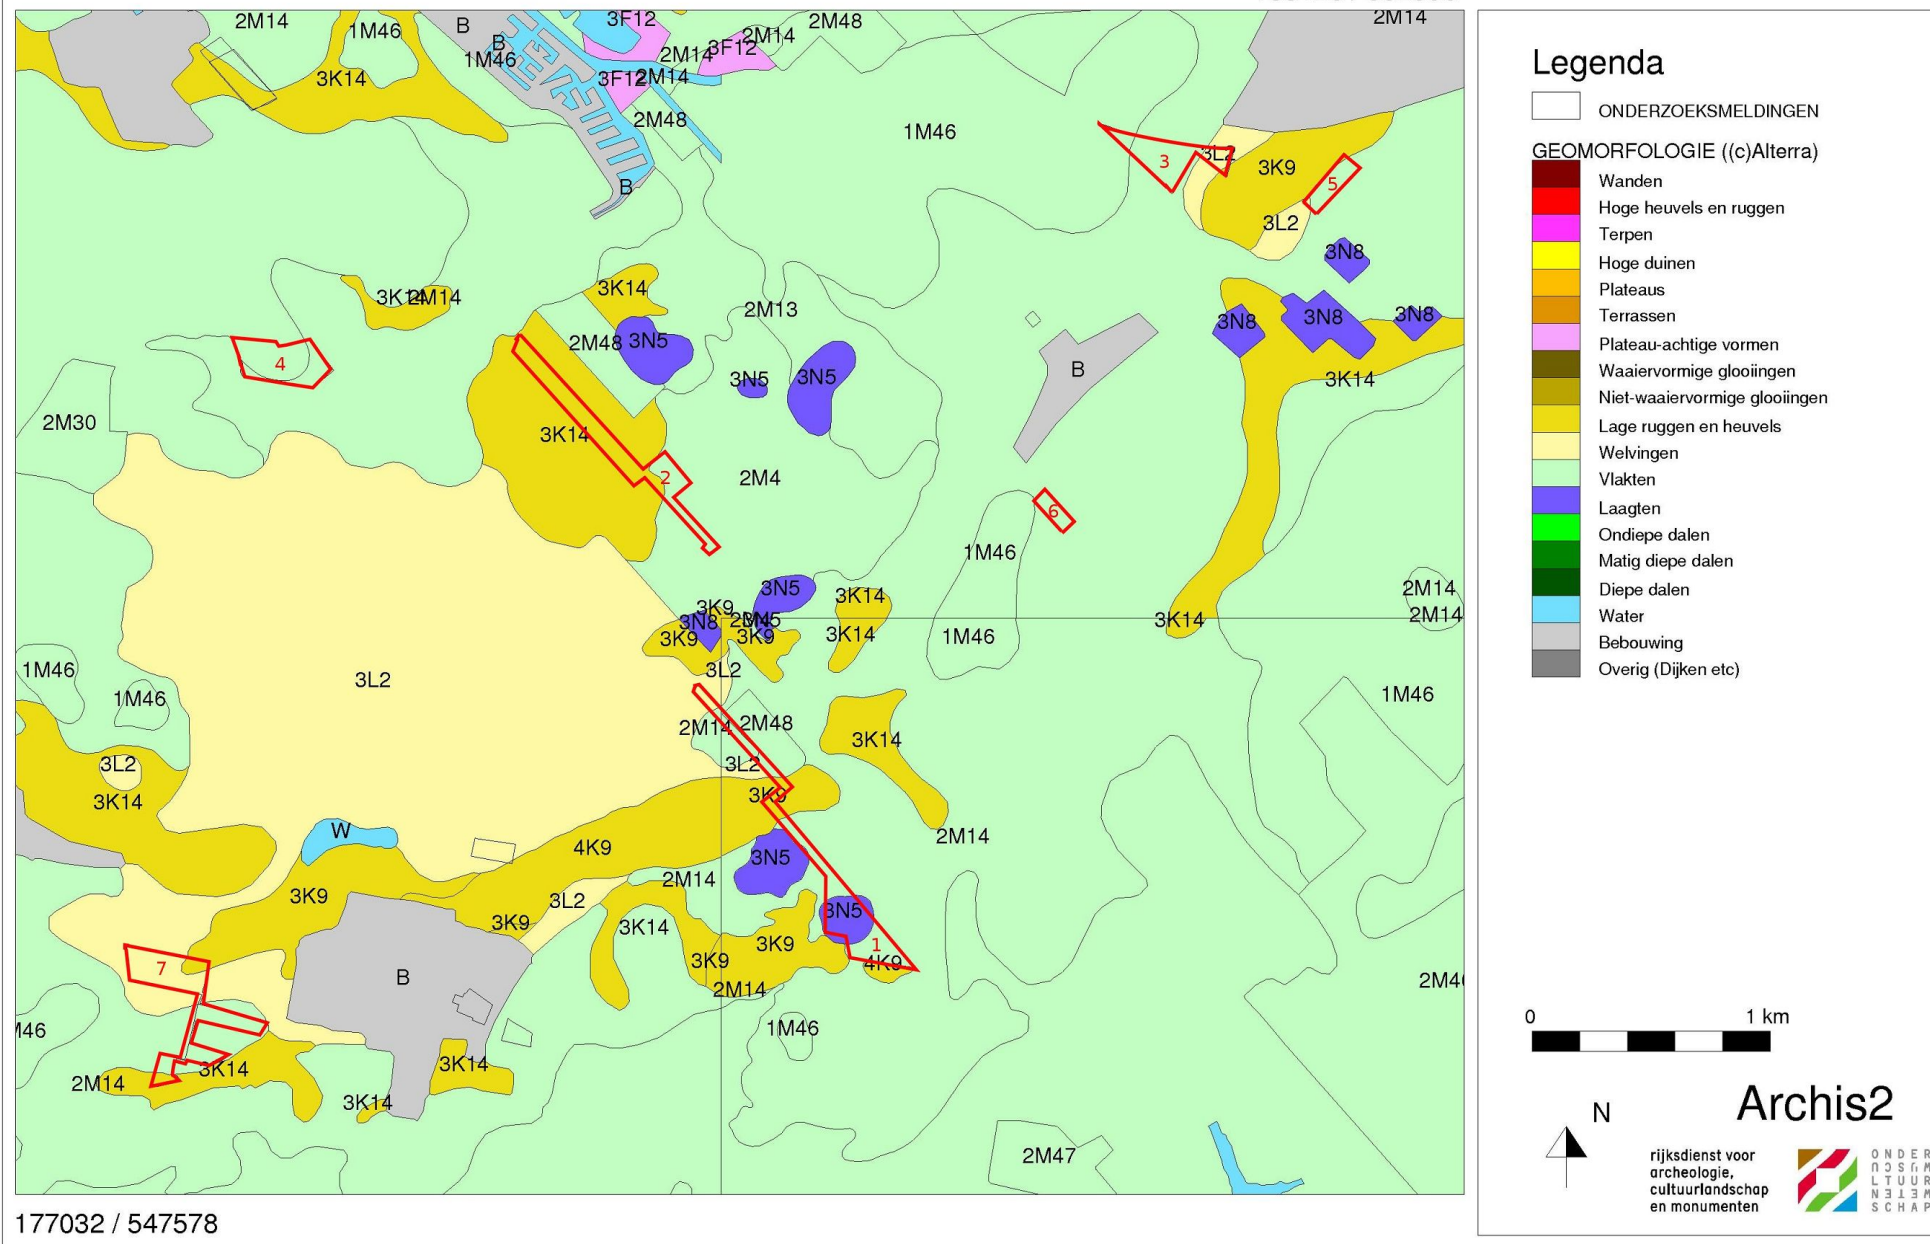 2M14
1M46
B
3F12
2M48
2M14
2M14
3F12
2M14
B
1M46
3K14
3F12
2M14
2M48
1M46
B
3L2
3
3K9
5
3L2
3N8
3K14
3K14
2M14
2M13
3N8
3N8
3N8
2M48
3N5
4
3N5
3N5
B
3K14
2M30
3K14
2
2M4
6
1M46
3N5
2M14
3K9
3K14
3N8
3N5
2M14
3K9
3K9
3K14
1M46
3K14
1M46
3L2
3L2
1M46
1M46
2M14
2M48
3K14
3L2
3L2
3K14
3K9
W
4K9
3N5
2M14
2M14
3K9
3L2
3K9
3K14
3N5
3K9
1
3K9
4K9
7
B
2M14
2M46
M46
1M46
3K14
3K14
2M14
3K14
2M47
177032 / 547578
Legenda
ONDERZOEKSMELDINGEN
GEOMORFOLOGIE ((c)Alterra)
Wanden
Hoge heuvels en ruggen
Terpen
Hoge duinen
Plateaus
Terrassen
Plateau-achtige vormen
Waaiervormige glooiingen
Niet-waaiervormige glooiingen
Lage ruggen en heuvels
Welvingen
Vlakten
Laagten
Ondiepe dalen
Matig diepe dalen
Diepe dalen
Water
Bebouwing
Overig (Dijken etc)
0 1 km
N
Archis2
rijksdienst voor
archeologie,
cultuurlandschap
en monumenten